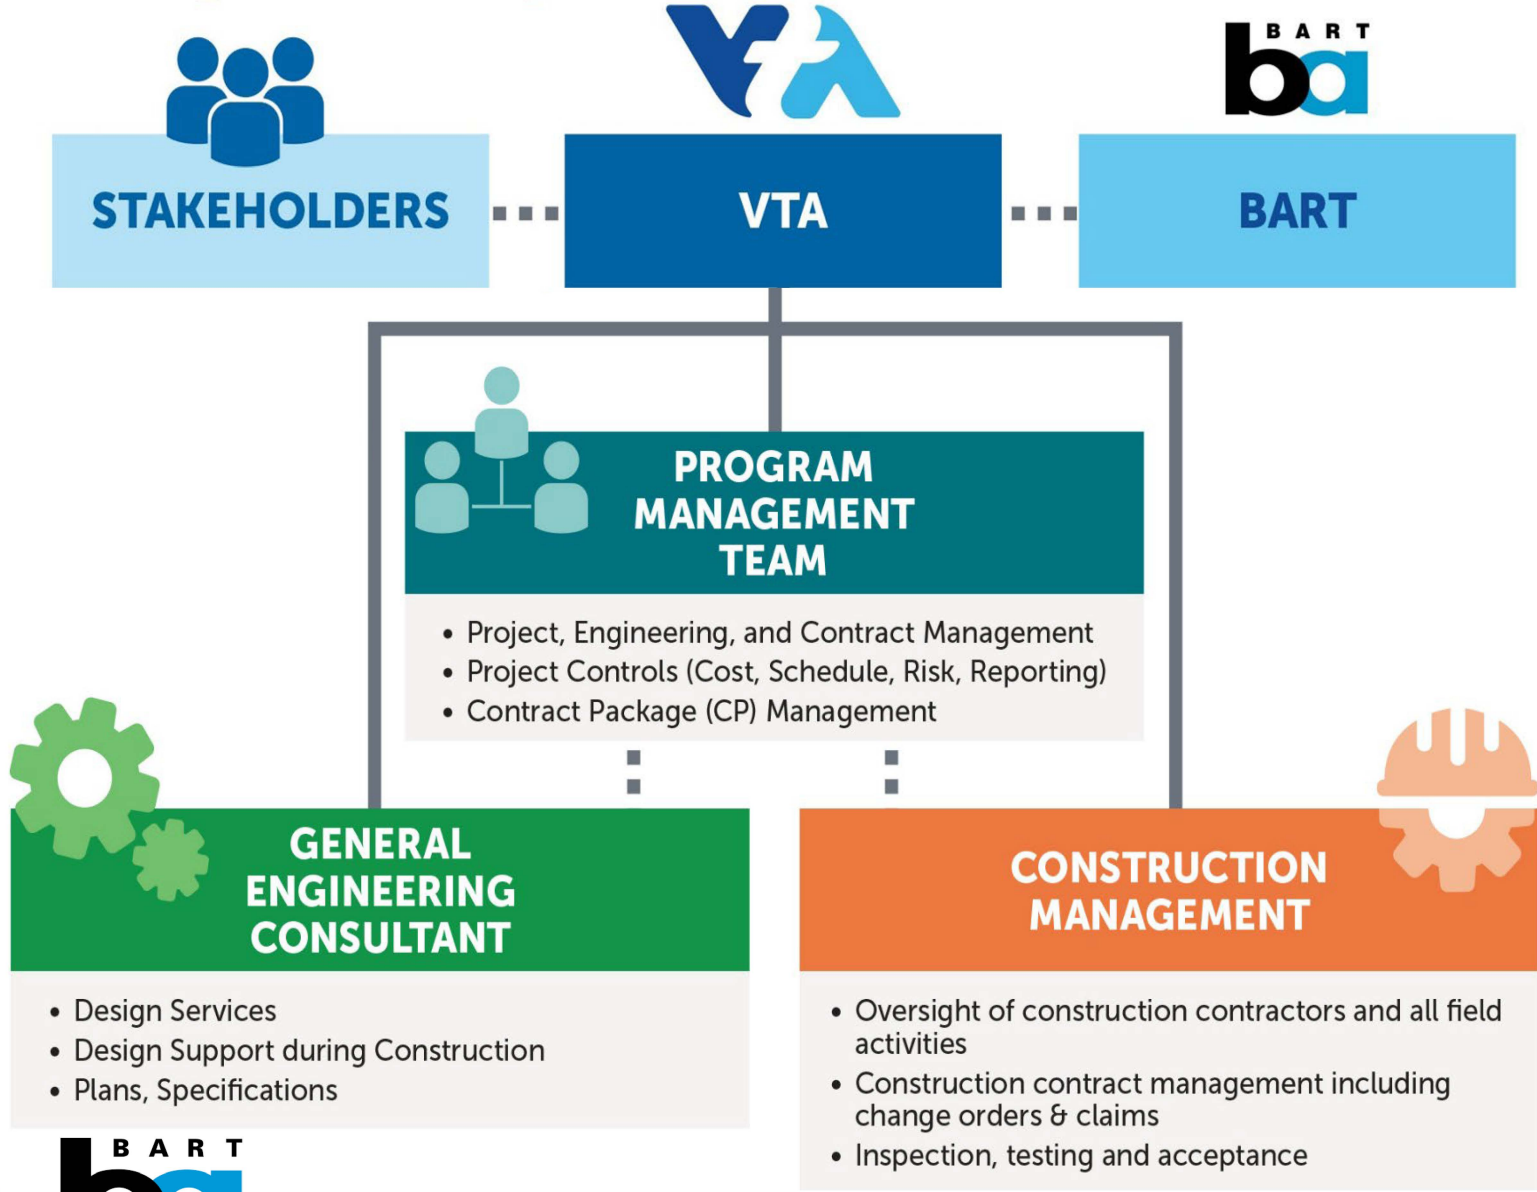 BART
ba
STAKEHOLDERS
VTA
BART
PROGRAM
MANAGEMENT
TEAM
• Project, Engineering, and Contract Management
• Project Controls (Cost, Schedule, Risk, Reporting)
• Contract Package (CP) Management
GENERAL
ENGINEERING
CONSULTANT
• Design Services
• Design Support during Construction
• Plans, Specifications
CONSTRUCTION
MANAGEMENT
• Oversight of construction contractors and all field
activities
• Construction contract management including
change orders & claims
• Inspection, testing and acceptance
BART
ba